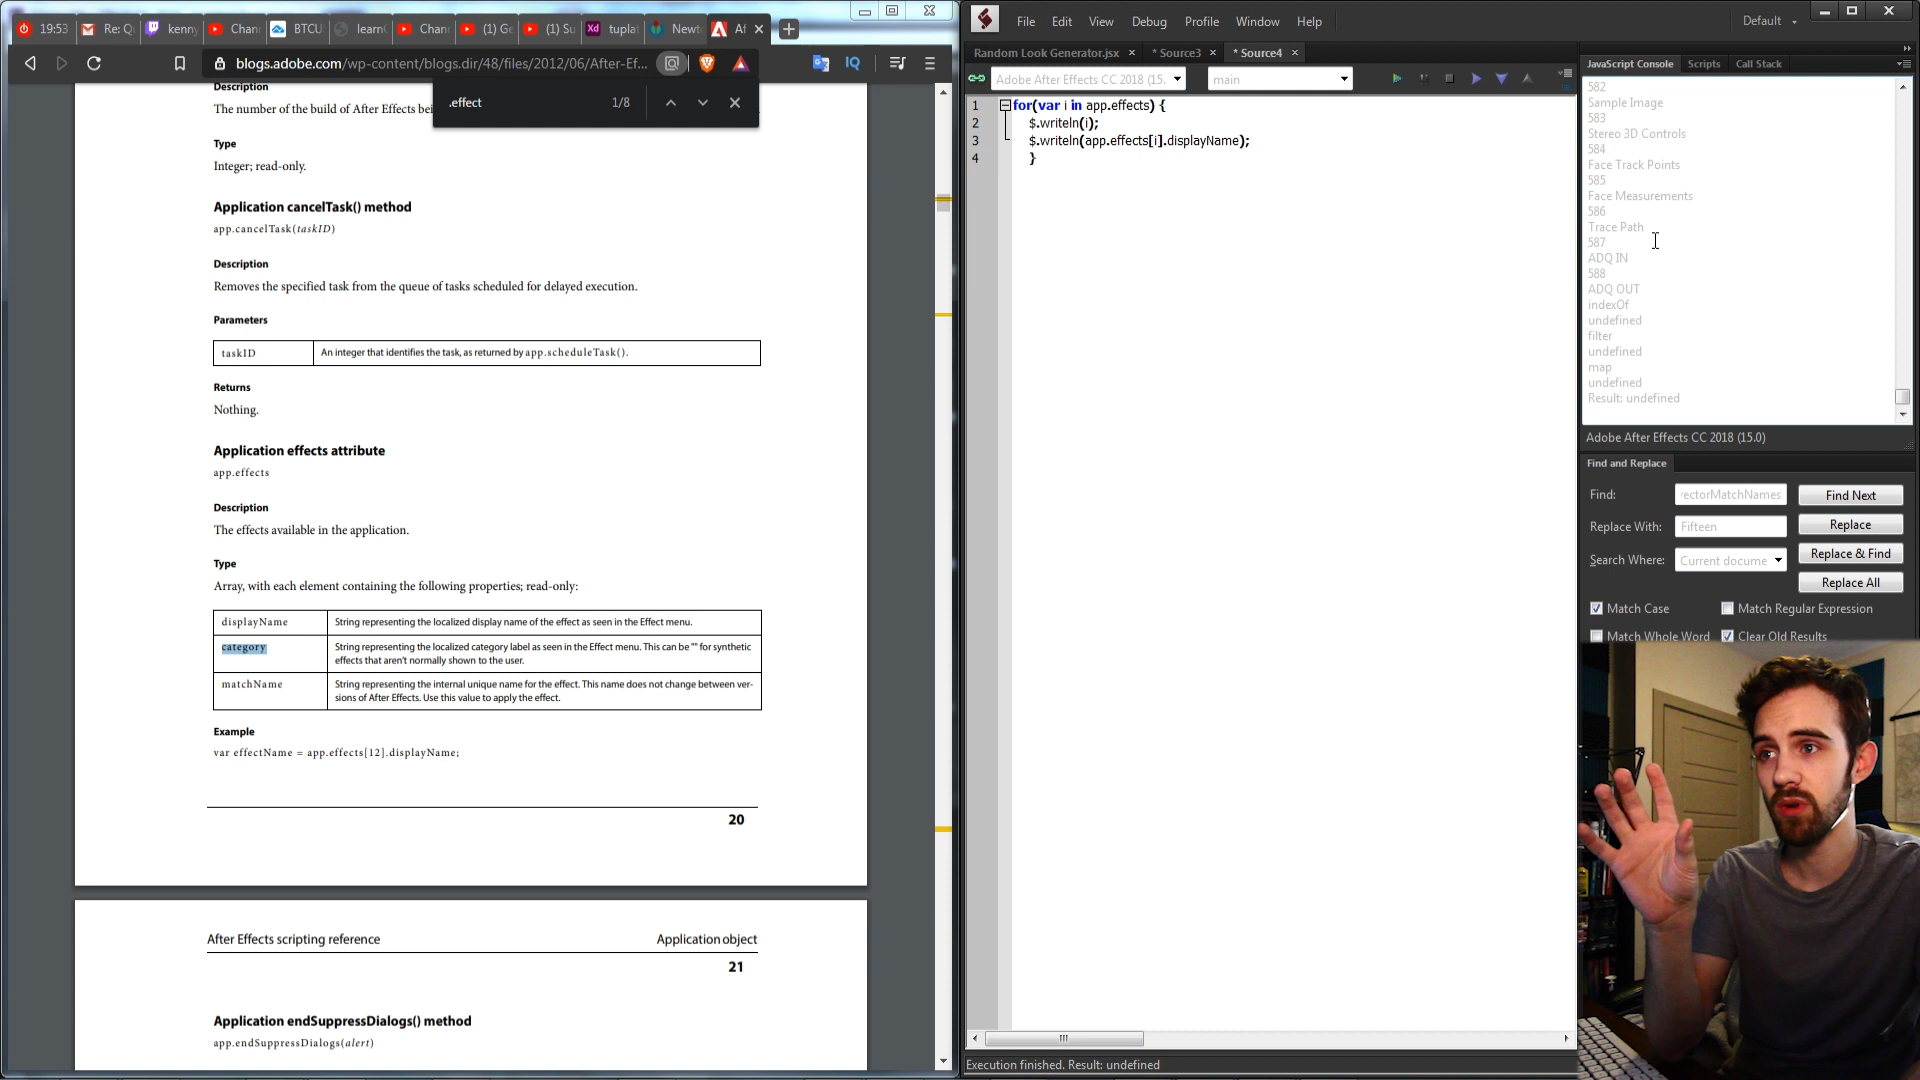 19:53
Re: Q
kenny
Chan
BTCU
learn
Chan
(1) Ge
(1) Su
tupla
Newt
Af
blogs.adobe.com/wp-content/blogs.dir/48/files/2012/06/After-Ef...
IQ
.effect 1/8
Description
The number of the build of After Effects bei
Type
Integer; read-only.
Application cancelTask() method
app.cancelTask(taskID)
Description
Removes the specified task from the queue of tasks scheduled for delayed execution.
Parameters
taskID An integer that identifies the task, as returned by app.scheduleTask().
Returns
Nothing.
Application effects attribute
app.effects
Description
The effects available in the application.
Type
Array, with each element containing the following properties; read-only:
displayName String representing the localized display name of the effect as seen in the Effect menu.
category String representing the localized category label as seen in the Effect menu. This can be "" for synthetic
effects that aren't normally shown to the user.
matchName String representing the internal unique name for the effect. This name does not change between ver-
sions of After Effects. Use this value to apply the effect.
Example
var effectName = app.effects[12].displayName;
20
After Effects scripting reference Application object
21
Application endSuppressDialogs() method
app.endSuppressDialogs(alert)
File Edit View Debug Profile Window Help
Default
Random Look Generator.jsx * Source3 * Source4
Adobe After Effects CC 2018 (15. main
1 for(var i in app.effects) {
2 $.writeln(i);
3 $.writeln(app.effects[i].displayName);
4 }
Execution finished. Result: undefined
JavaScript Console Scripts Call Stack
582
Sample Image
583
Stereo 3D Controls
584
Face Track Points
585
Face Measurements
586
Trace Path
587
ADQ IN
588
ADQ OUT
indexOf
undefined
filter
undefined
map
undefined
Result: undefined
Adobe After Effects CC 2018 (15.0)
Find and Replace
Find: ectorMatchNames Find Next
Replace With: Fifteen Replace
Replace & Find
Search Where: Current docume
Replace All
Match Case Match Regular Expression
Match Whole Word Clear Old Results